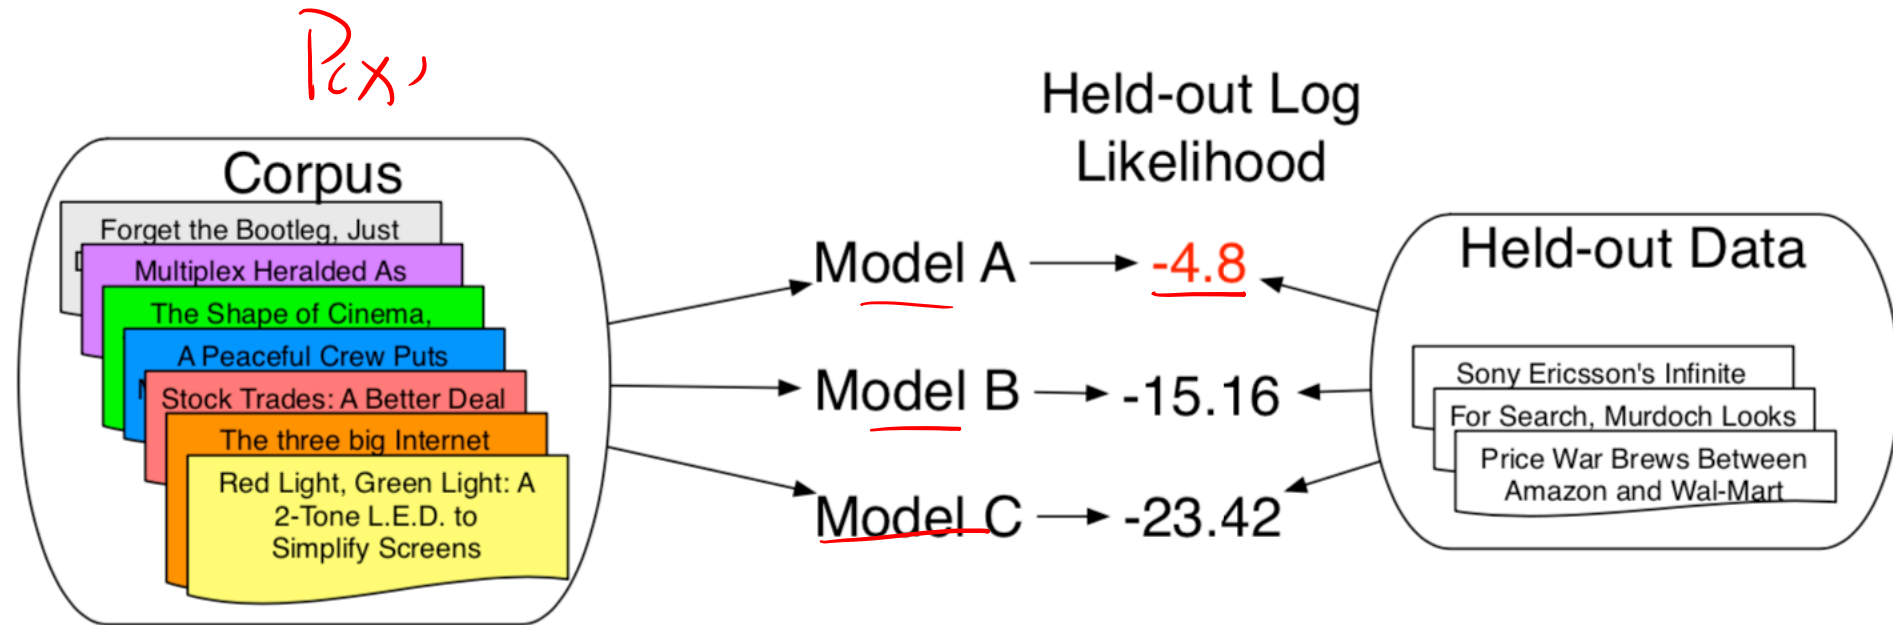 P(x)
Corpus
Forget the Bootleg, Just
Multiplex Heralded As
The Shape of Cinema,
A Peaceful Crew Puts
Stock Trades: A Better Deal
The three big Internet
Red Light, Green Light: A
2-Tone L.E.D. to
Simplify Screens
Held-out Log
Likelihood
Model A
-4.8
Model B
-15.16
Model C
-23.42
Held-out Data
Sony Ericsson's Infinite
For Search, Murdoch Looks
Price War Brews Between
Amazon and Wal-Mart